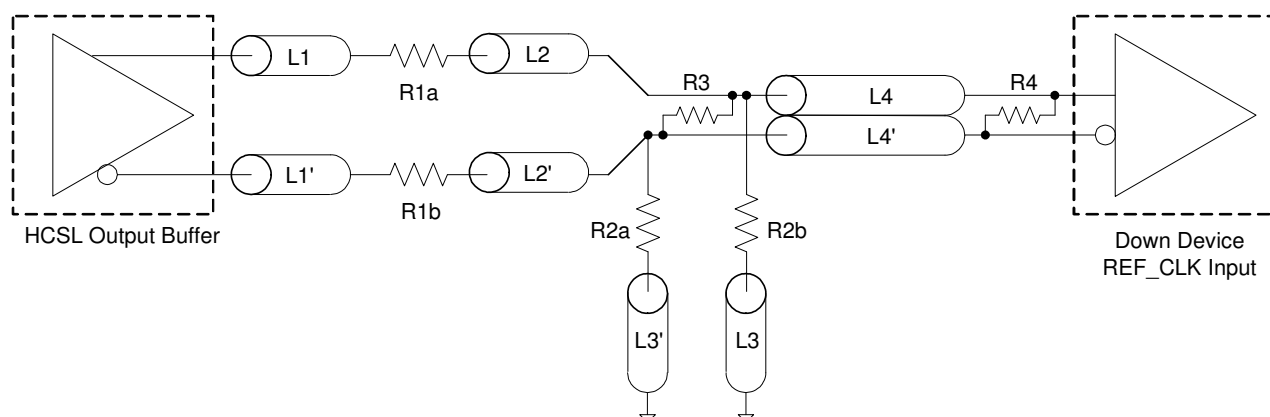 L1
R1a
L2
R3
L4
R4
L4'
L1'
R1b
L2'
HCSL Output Buffer
R2a
R2b
Down Device
REF_CLK Input
L3'
L3